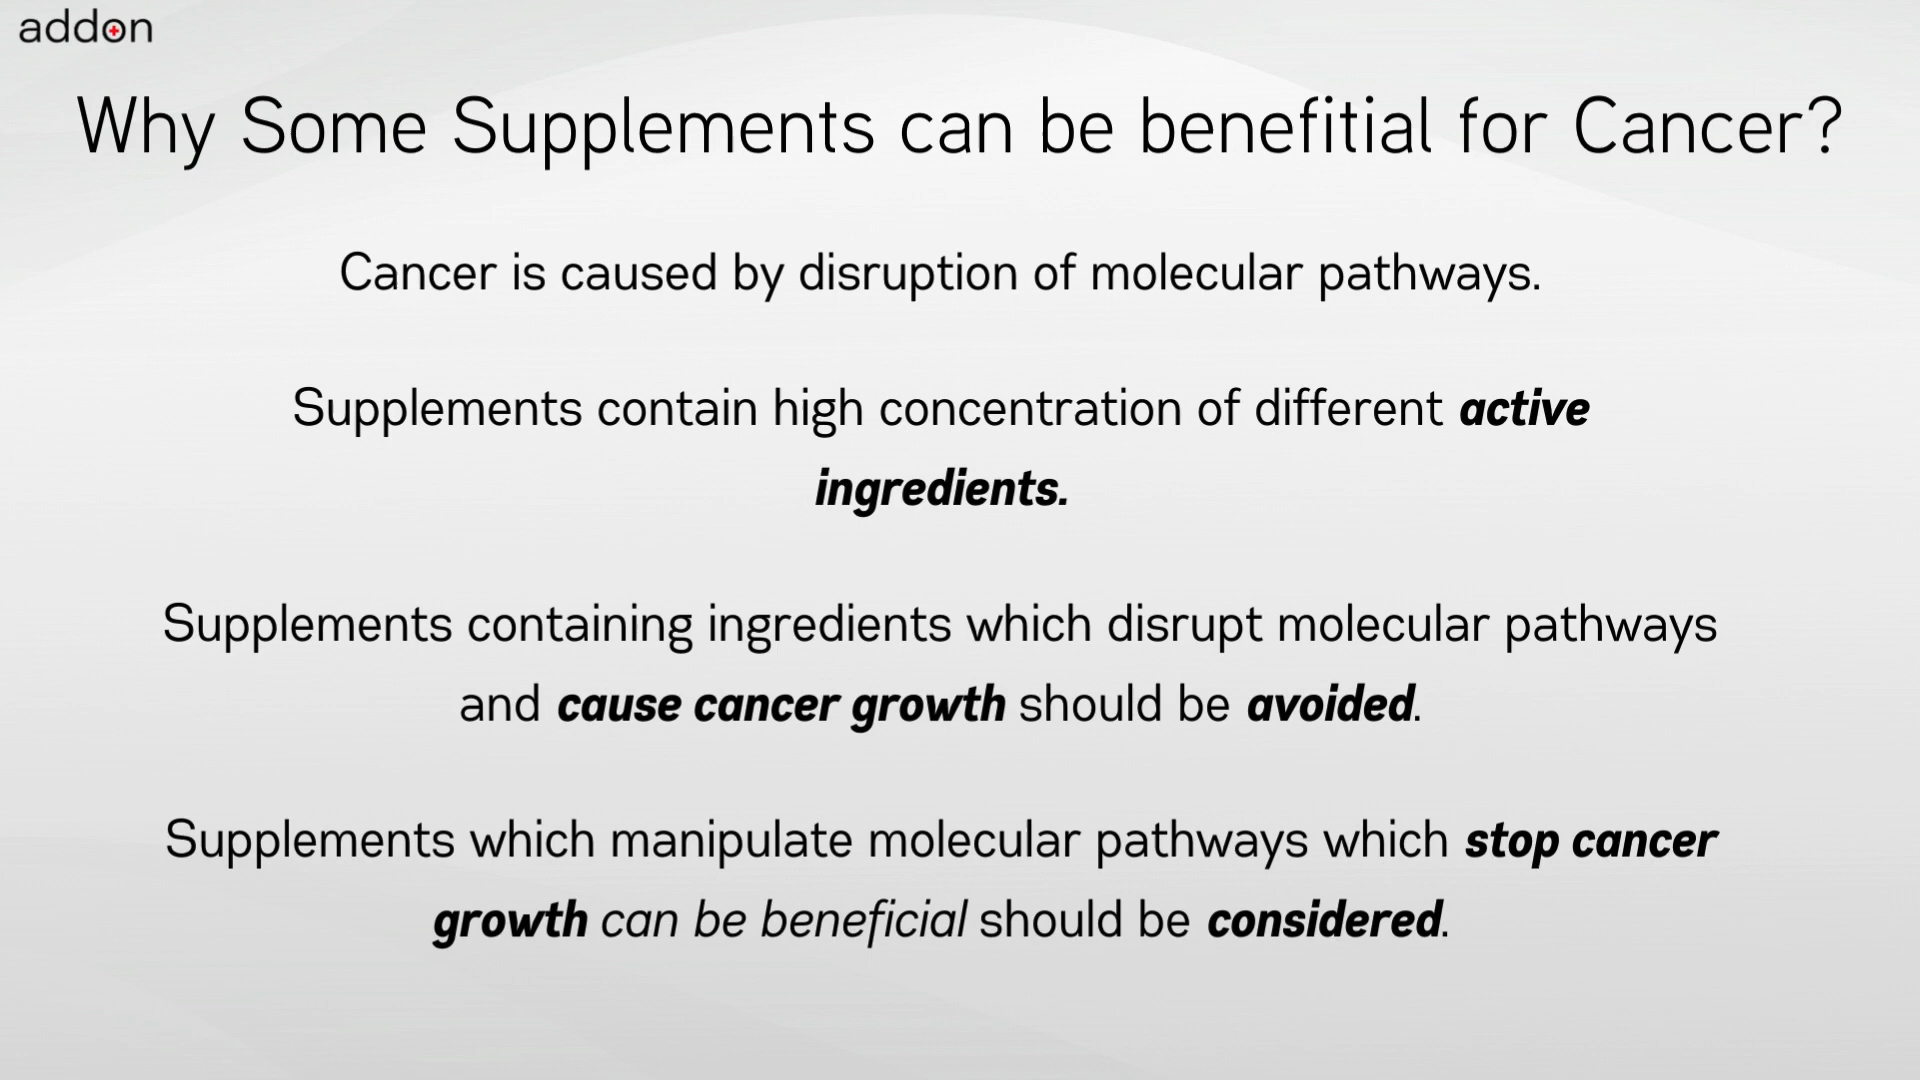 addon
Why Some Supplements can be benefitial for Cancer?
Cancer is caused by disruption of molecular pathways.
Supplements contain high concentration of different active
ingredients.
Supplements containing ingredients which disrupt molecular pathways
and cause cancer growth should be avoided.
Supplements which manipulate molecular pathways which stop cancer
growth can be beneficial should be considered.